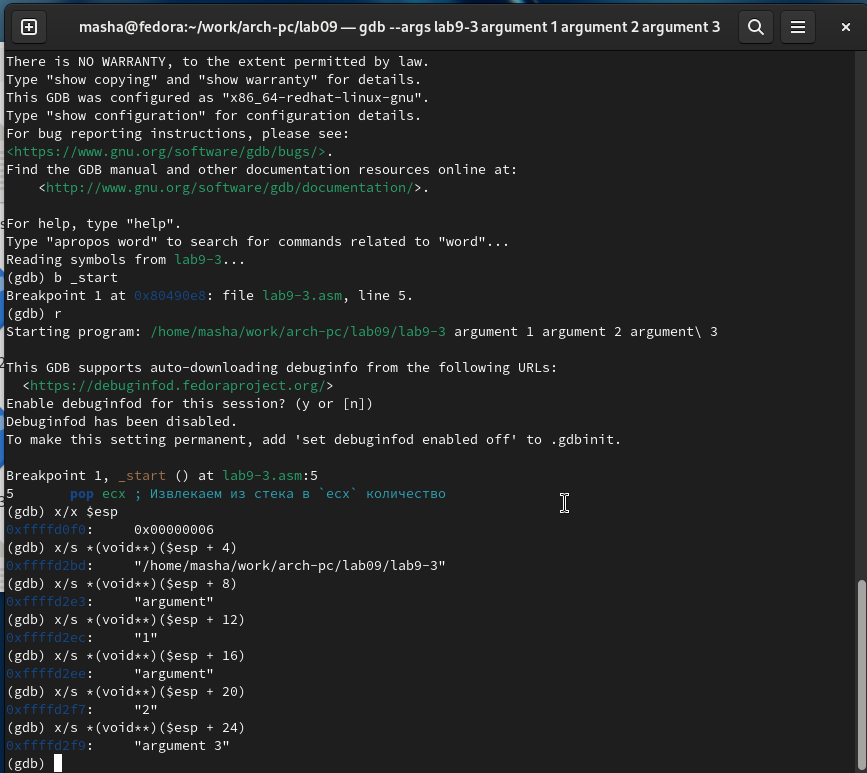 masha@fedora:~/work/arch-pc/lab09 — gdb --args lab9-3 argument 1 argument 2 argument 3
There is NO WARRANTY, to the extent permitted by law.
Type "show copying" and "show warranty" for details.
This GDB was configured as "x86_64-redhat-linux-gnu".
Type "show configuration" for configuration details.
For bug reporting instructions, please see:
<https://www.gnu.org/software/gdb/bugs/>.
Find the GDB manual and other documentation resources online at:
    <http://www.gnu.org/software/gdb/documentation/>.

For help, type "help".
Type "apropos word" to search for commands related to "word"...
Reading symbols from lab9-3...
(gdb) b _start
Breakpoint 1 at 0x80490e8: file lab9-3.asm, line 5.
(gdb) r
Starting program: /home/masha/work/arch-pc/lab09/lab9-3 argument 1 argument 2 argument\ 3

This GDB supports auto-downloading debuginfo from the following URLs:
  <https://debuginfod.fedoraproject.org/>
Enable debuginfod for this session? (y or [n])
Debuginfod has been disabled.
To make this setting permanent, add 'set debuginfod enabled off' to .gdbinit.

Breakpoint 1, _start () at lab9-3.asm:5
5       pop ecx ; Извлекаем из стека в `ecx` количество
(gdb) x/x $esp
0xffffd0f0:     0x00000006
(gdb) x/s *(void**)($esp + 4)
0xffffd2bd:     "/home/masha/work/arch-pc/lab09/lab9-3"
(gdb) x/s *(void**)($esp + 8)
0xffffd2e3:     "argument"
(gdb) x/s *(void**)($esp + 12)
0xffffd2ec:     "1"
(gdb) x/s *(void**)($esp + 16)
0xffffd2ee:     "argument"
(gdb) x/s *(void**)($esp + 20)
0xffffd2f7:     "2"
(gdb) x/s *(void**)($esp + 24)
0xffffd2f9:     "argument 3"
(gdb)